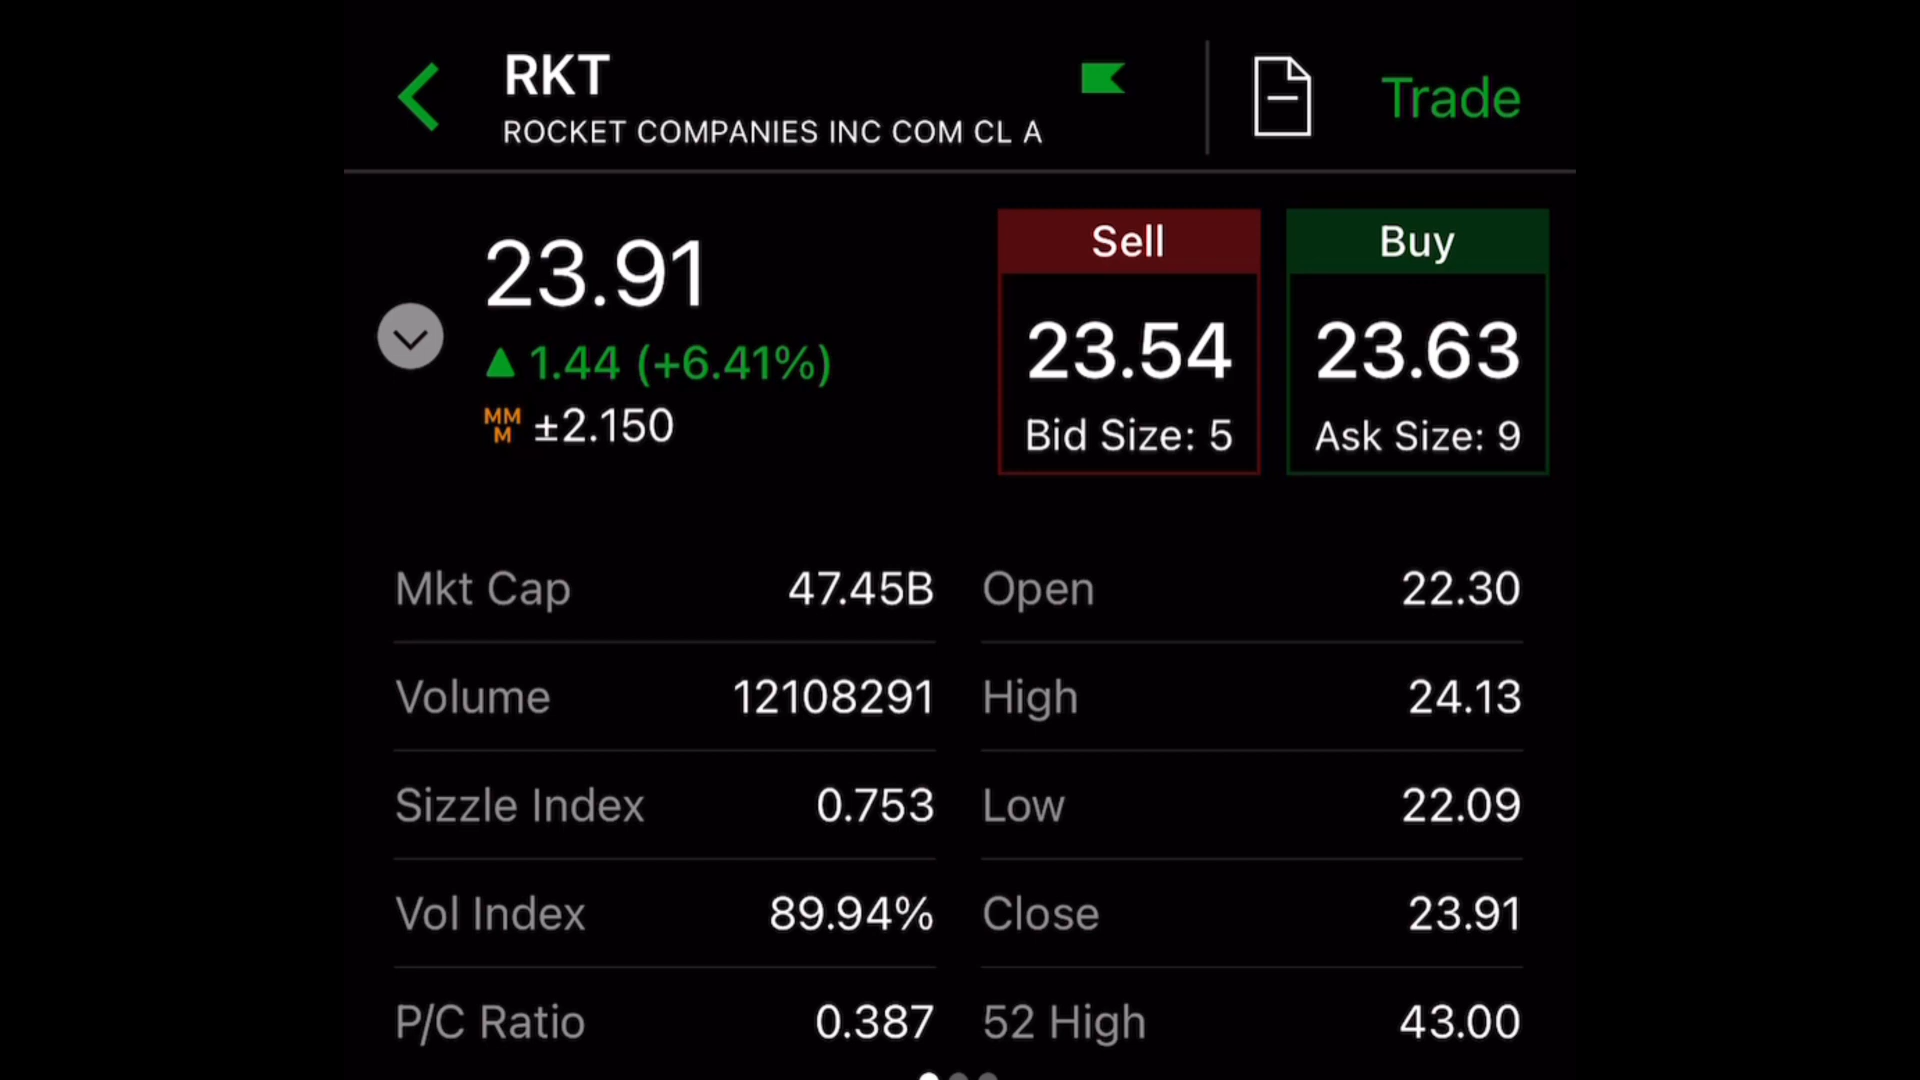 RKT
ROCKET COMPANIES INC COM CL A
Trade
23.91
1.44 (+6.41%)
MM
M ±2.150
Sell
23.54
Bid Size: 5
Buy
23.63
Ask Size: 9
Mkt Cap 47.45B
Open 22.30
Volume 12108291
High 24.13
Sizzle Index 0.753
Low 22.09
Vol Index 89.94%
Close 23.91
P/C Ratio 0.387
52 High 43.00